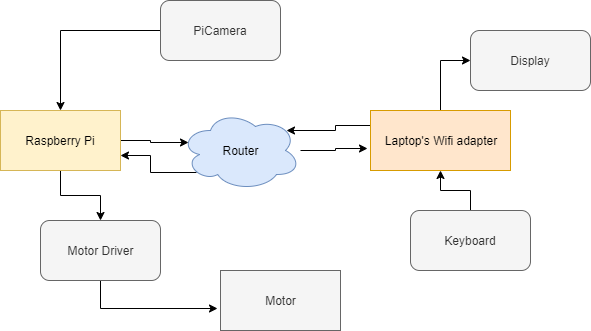 PiCamera
Display
Raspberry Pi
Router
Laptop's Wifi adapter
Motor Driver
Keyboard
Motor